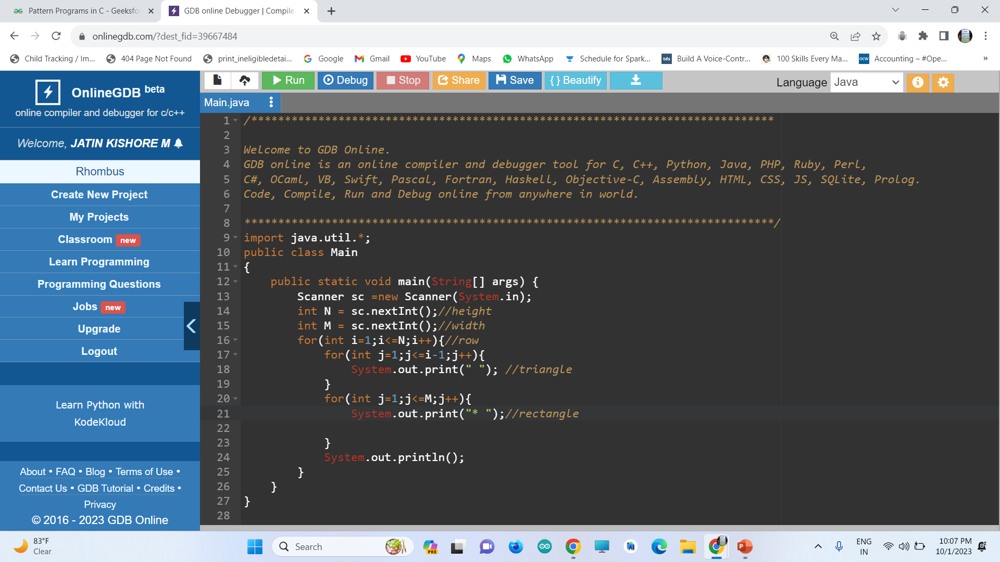 Pattern Programs in C - Geeksfo
GDB online Debugger | Compile
onlinegdb.com/?dest_fid=39667484
Child Tracking / Im...
404 Page Not Found
print_ineligibledetai...
Google
Gmail
YouTube
Maps
WhatsApp
Schedule for Spark...
tds
Build A Voice-Contr...
100 Skills Every Ma...
ocw
Accounting – #Ope...
»
OnlineGDB beta
online compiler and debugger for c/c++
Welcome, JATIN KISHORE M
Rhombus
Create New Project
My Projects
Classroom new
Learn Programming
Programming Questions
Jobs new
Upgrade
Logout
Learn Python with
KodeKloud
About • FAQ • Blog • Terms of Use •
Contact Us • GDB Tutorial • Credits •
Privacy
© 2016 - 2023 GDB Online
Run
Debug
Stop
Share
Save
{ } Beautify
Language Java
Main.java
1 /******************************************************************************
2
3 Welcome to GDB Online.
4 GDB online is an online compiler and debugger tool for C, C++, Python, Java, PHP, Ruby, Perl,
5 C#, OCaml, VB, Swift, Pascal, Fortran, Haskell, Objective-C, Assembly, HTML, CSS, JS, SQLite, Prolog.
6 Code, Compile, Run and Debug online from anywhere in world.
7
8 *******************************************************************************/
9 import java.util.*;
10 public class Main
11 {
12 public static void main(String[] args) {
13 Scanner sc =new Scanner(System.in);
14 int N = sc.nextInt();//height
15 int M = sc.nextInt();//width
16 for(int i=1;i<=N;i++){//row
17 for(int j=1;j<=i-1;j++){
18 System.out.print(" "); //triangle
19 }
20 for(int j=1;j<=M;j++){
21 System.out.print("* ");//rectangle
22
23 }
24 System.out.println();
25 }
26 }
27 }
28
83°F
Clear
Search
PRE
ENG
IN
10:07 PM
10/1/2023